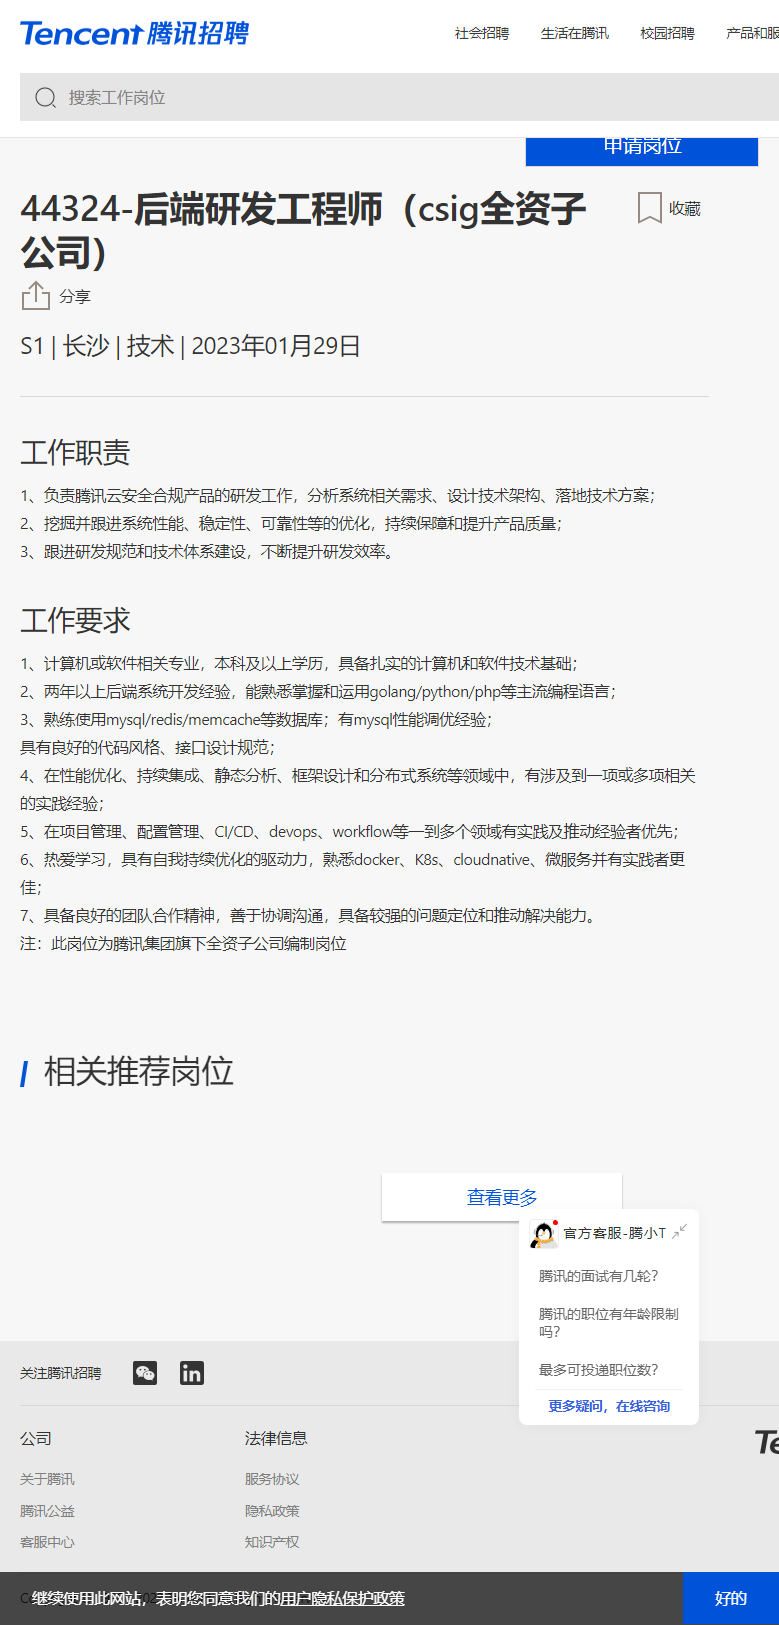 Tencent 腾讯招聘
社会招聘 生活在腾讯 校园招聘 产品和服
搜索工作岗位
申请岗位
44324-后端研发工程师（csig全资子
公司）
收藏
分享
S1 | 长沙 | 技术 | 2023年01月29日
工作职责
1、负责腾讯云安全合规产品的研发工作，分析系统相关需求、设计技术架构、落地技术方案；
2、挖掘并跟进系统性能、稳定性、可靠性等的优化，持续保障和提升产品质量；
3、跟进研发规范和技术体系建设，不断提升研发效率。
工作要求
1、计算机或软件相关专业，本科及以上学历，具备扎实的计算机和软件技术基础；
2、两年以上后端系统开发经验，能熟悉掌握和运用golang/python/php等主流编程语言；
3、熟练使用mysql/redis/memcache等数据库；有mysql性能调优经验；
具有良好的代码风格、接口设计规范；
4、在性能优化、持续集成、静态分析、框架设计和分布式系统等领域中，有涉及到一项或多项相关
的实践经验；
5、在项目管理、配置管理、CI/CD、devops、workflow等一到多个领域有实践及推动经验者优先；
6、热爱学习，具有自我持续优化的驱动力，熟悉docker、K8s、cloudnative、微服务并有实践者更
佳；
7、具备良好的团队合作精神，善于协调沟通，具备较强的问题定位和推动解决能力。
注：此岗位为腾讯集团旗下全资子公司编制岗位
相关推荐岗位
查看更多
官方客服-腾小T
腾讯的面试有几轮？
腾讯的职位有年龄限制
吗？
最多可投递职位数？
更多疑问，在线咨询
关注腾讯招聘
公司 法律信息
Te
关于腾讯 服务协议
腾讯公益 隐私政策
客服中心 知识产权
继续使用此网站，表明您同意我们的用户隐私保护政策
好的